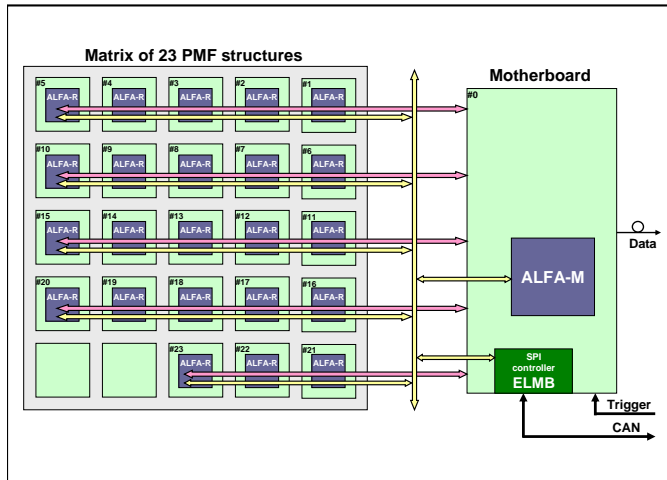 Matrix of 23 PMF structures
Motherboard
#5 #4 #3 #2 #1 #0
ALFA-R ALFA-R ALFA-R ALFA-R ALFA-R
#10 #9 #8 #7 #6
ALFA-R ALFA-R ALFA-R ALFA-R ALFA-R
#15 #14 #13 #12 #11
ALFA-R ALFA-R ALFA-R ALFA-R ALFA-R
Data
ALFA-M
#20 #19 #18 #17 #16
ALFA-R ALFA-R ALFA-R ALFA-R ALFA-R
#23 #22 #21
ALFA-R ALFA-R ALFA-R
SPI
controller
ELMB
Trigger
CAN